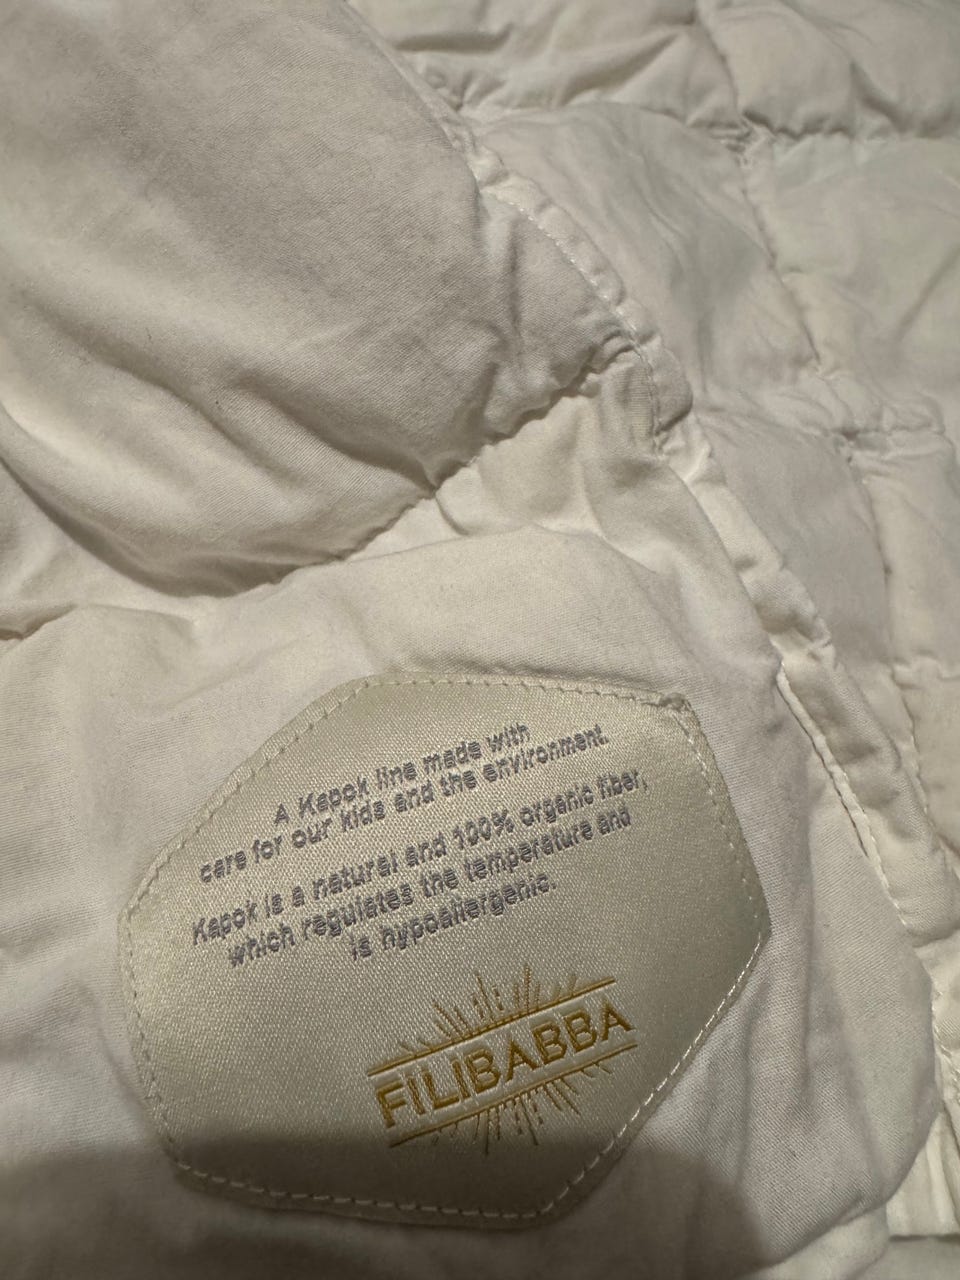 A Kapok line made with
care for our kids and the environment.
Kapok is a natural and 100% organic fiber,
which regulates the temperature and
is hypoallergenic.
FILIBABBA